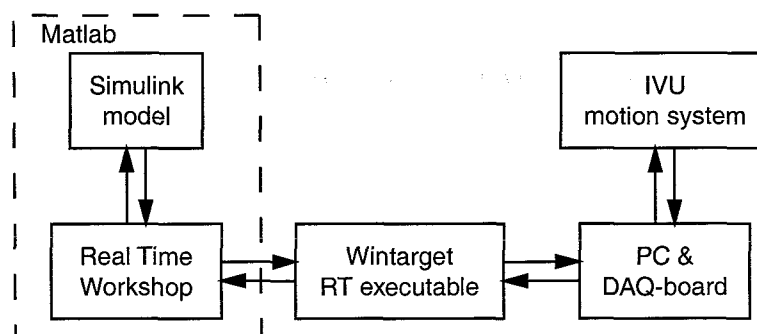 Matlab
Simulink
model
IVU
motion system
Real Time
Workshop
Wintarget
RT executable
PC &
DAQ-board